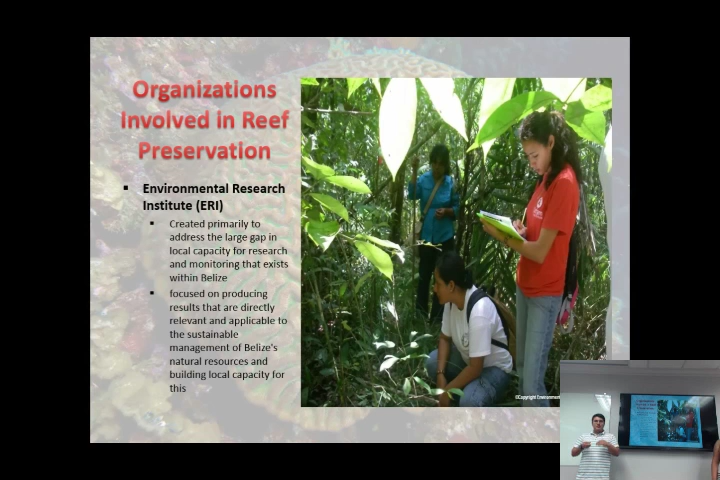 Organizations
Involved in Reef
Preservation
▪ Environmental Research
Institute (ERI)
▪ Created primarily to
address the large gap in
local capacity for research
and monitoring that exists
within Belize
▪ focused on producing
results that are directly
relevant and applicable to
the sustainable
management of Belize's
natural resources and
building local capacity for
this
©Copyright Environment